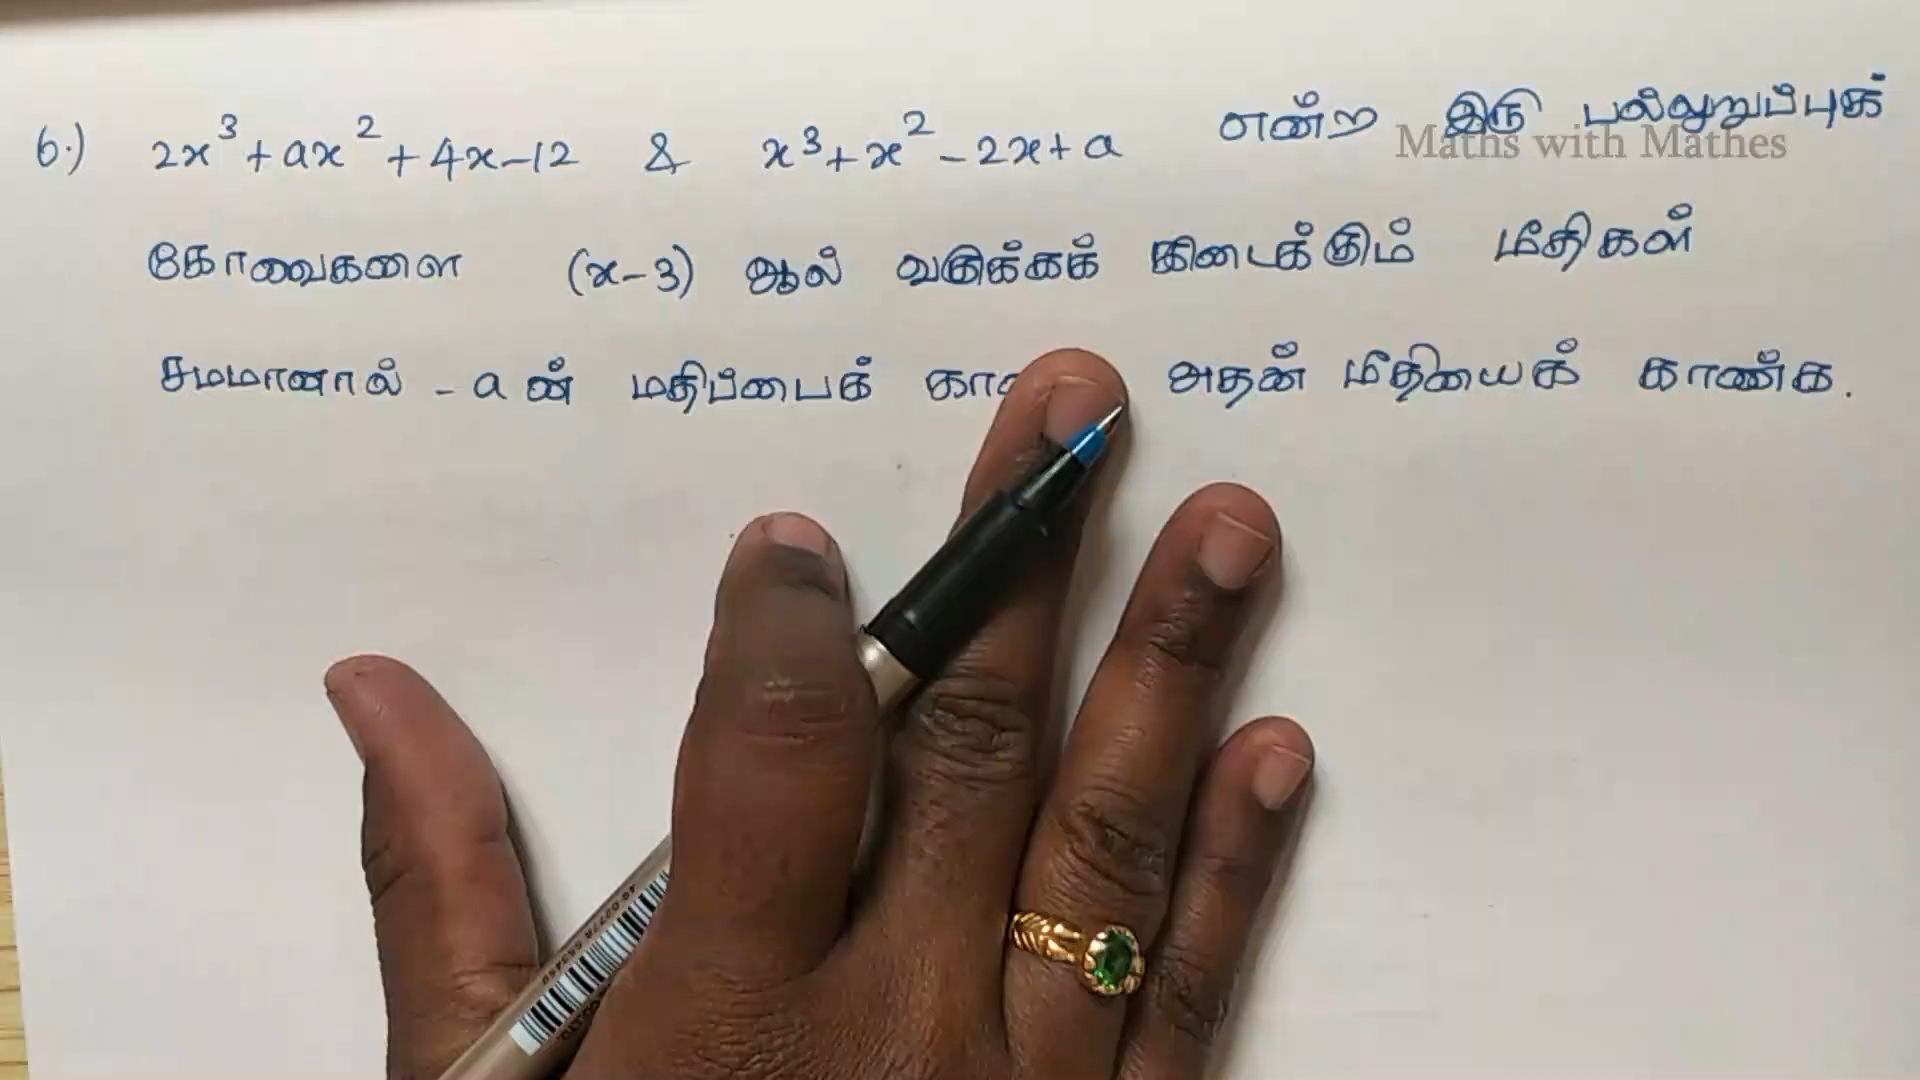 6.) 2x³+ax²+4x-12 & x³+x²-2x+a என்ற இரு பல்லுறுப்புக்
கோவைகளை (x-3) ஆல் வகுக்கக் கிடைக்கும் மீதிகள்
சமமானால் - a ன் மதிப்பைக் அதன் மீதியைக் காண்க.
Maths with Mathes